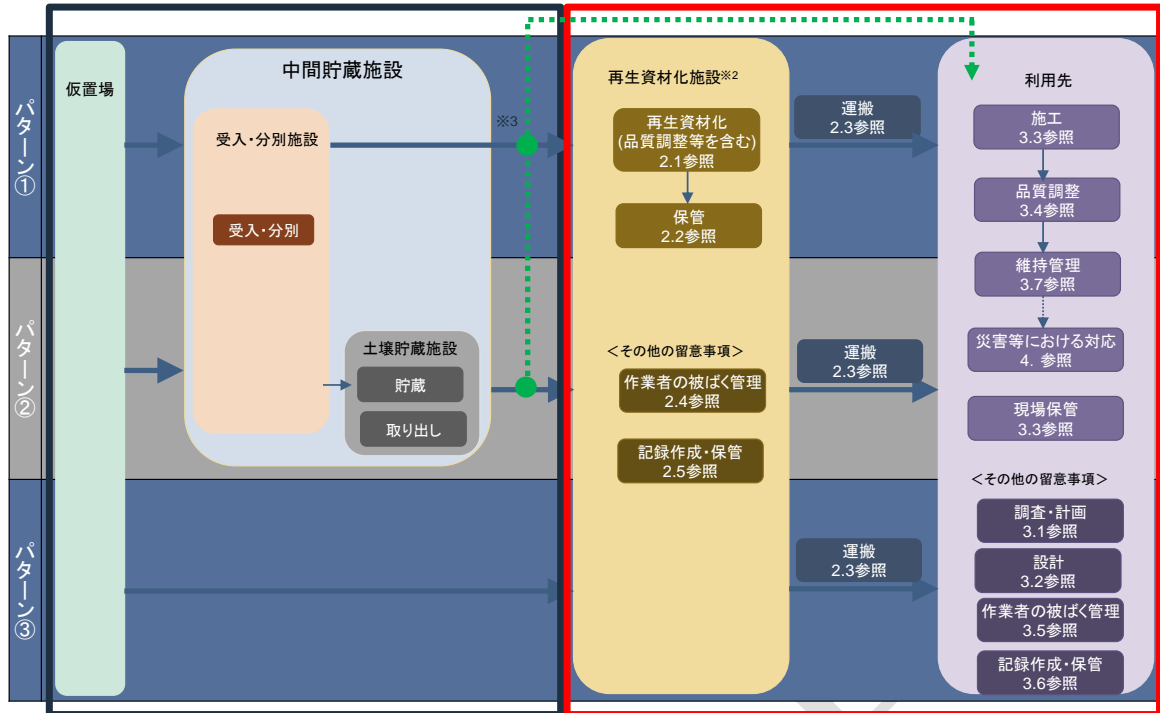 パターン①
仮置場
中間貯蔵施設
受入・分別施設
受入・分別
※3
再生資材化施設※2
再生資材化
(品質調整等を含む)
2.1参照
保管
2.2参照
運搬
2.3参照
利用先
施工
3.3参照
品質調整
3.4参照
維持管理
3.7参照
パターン②
土壌貯蔵施設
貯蔵
取り出し
<その他の留意事項>
作業者の被ばく管理
2.4参照
記録作成・保管
2.5参照
運搬
2.3参照
災害等における対応
4. 参照
現場保管
3.3参照
パターン③
運搬
2.3参照
<その他の留意事項>
調査・計画
3.1参照
設計
3.2参照
作業者の被ばく管理
3.5参照
記録作成・保管
3.6参照